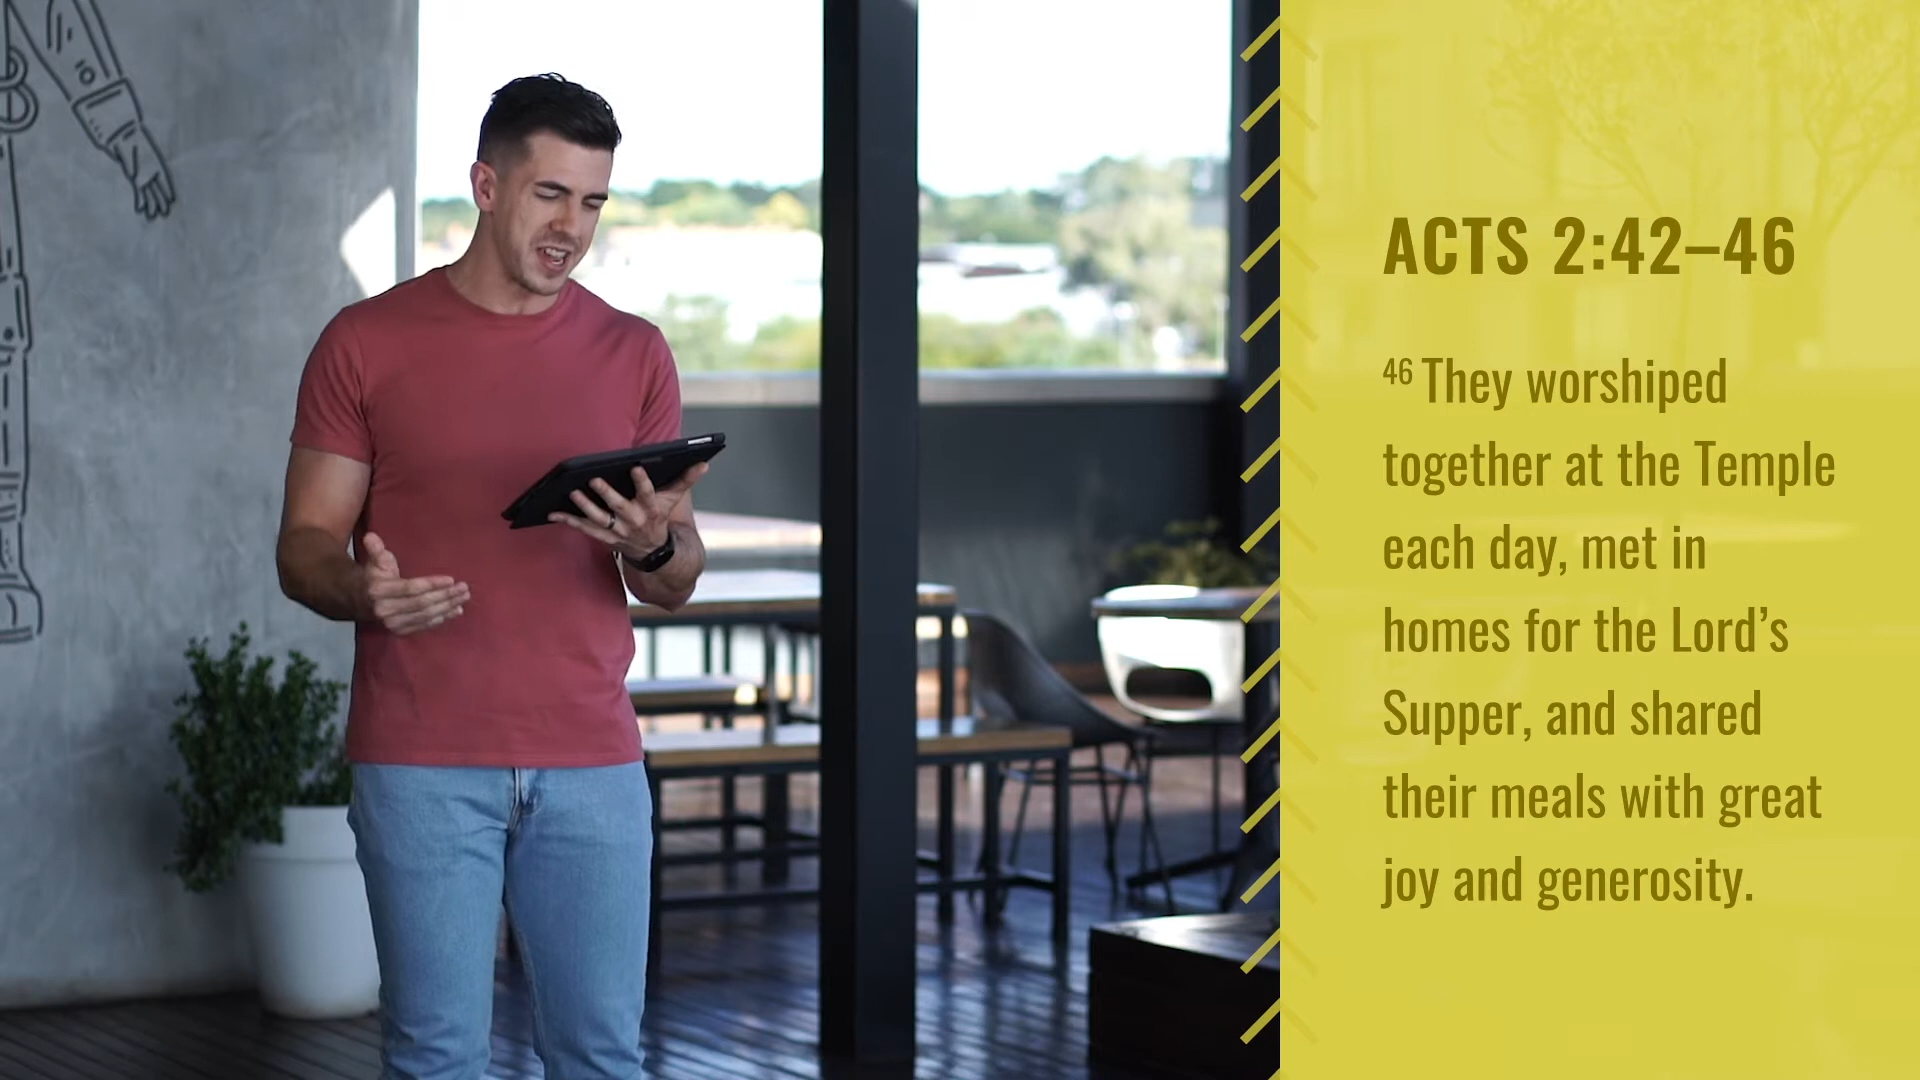 ACTS 2:42–46
46 They worshiped
together at the Temple
each day, met in
homes for the Lord’s
Supper, and shared
their meals with great
joy and generosity.